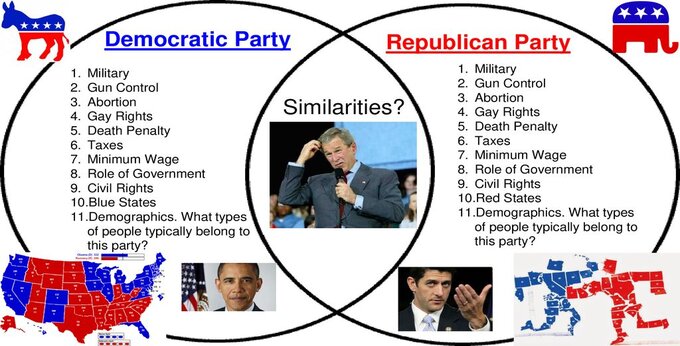 Democratic Party
1. Military
2. Gun Control
3. Abortion
4. Gay Rights
5. Death Penalty
6. Taxes
7. Minimum Wage
8. Role of Government
9. Civil Rights
10.Blue States
11.Demographics. What types
of people typically belong to
this party?
Similarities?
Republican Party
1. Military
2. Gun Control
3. Abortion
4. Gay Rights
5. Death Penalty
6. Taxes
7. Minimum Wage
8. Role of Government
9. Civil Rights
10.Red States
11.Demographics. What types
of people typically belong to
this party?